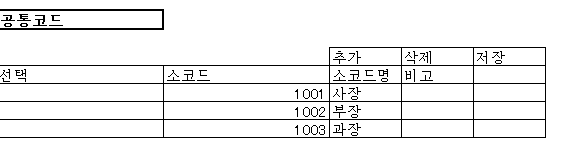 공통코드
추가 삭제 저장
선택 소코드 소코드명 비고
1001 사장
1002 부장
1003 과장